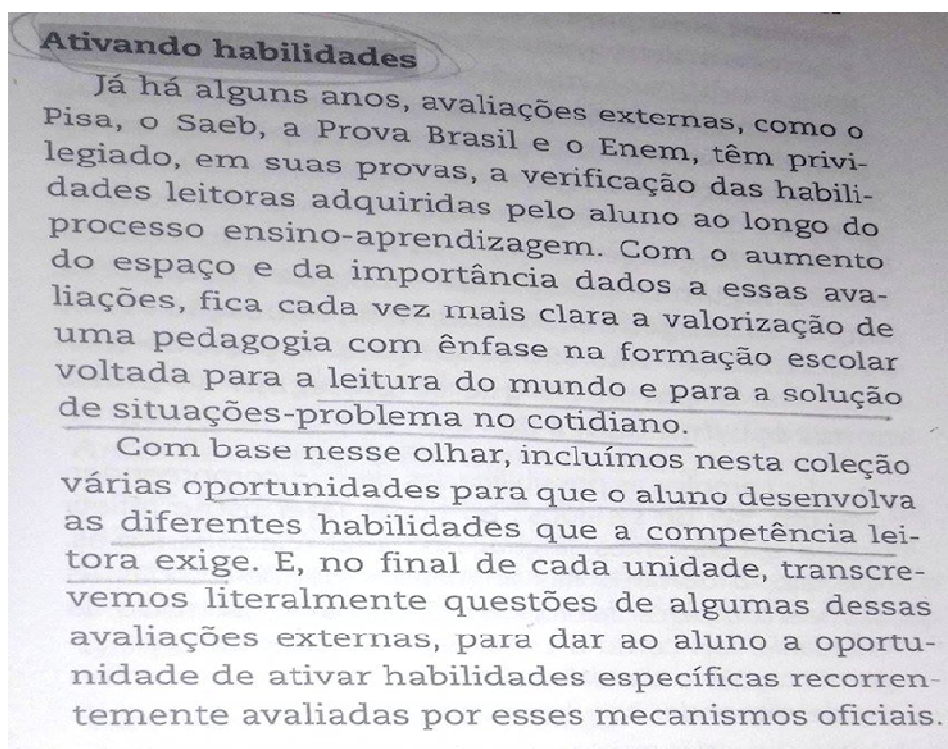 Ativando habilidades
Já há alguns anos, avaliações externas, como o
Pisa, o Saeb, a Prova Brasil e o Enem, têm privi-
legiado, em suas provas, a verificação das habili-
dades leitoras adquiridas pelo aluno ao longo do
processo ensino-aprendizagem. Com o aumento
do espaço e da importância dados a essas ava-
liações, fica cada vez mais clara a valorização de
uma pedagogia com ênfase na formação escolar
voltada para a leitura do mundo e para a solução
de situações-problema no cotidiano.
Com base nesse olhar, incluímos nesta coleção
várias oportunidades para que o aluno desenvolva
as diferentes habilidades que a competência lei-
tora exige. E, no final de cada unidade, transcre-
vemos literalmente questões de algumas dessas
avaliações externas, para dar ao aluno a oportu-
nidade de ativar habilidades específicas recorren-
temente avaliadas por esses mecanismos oficiais.